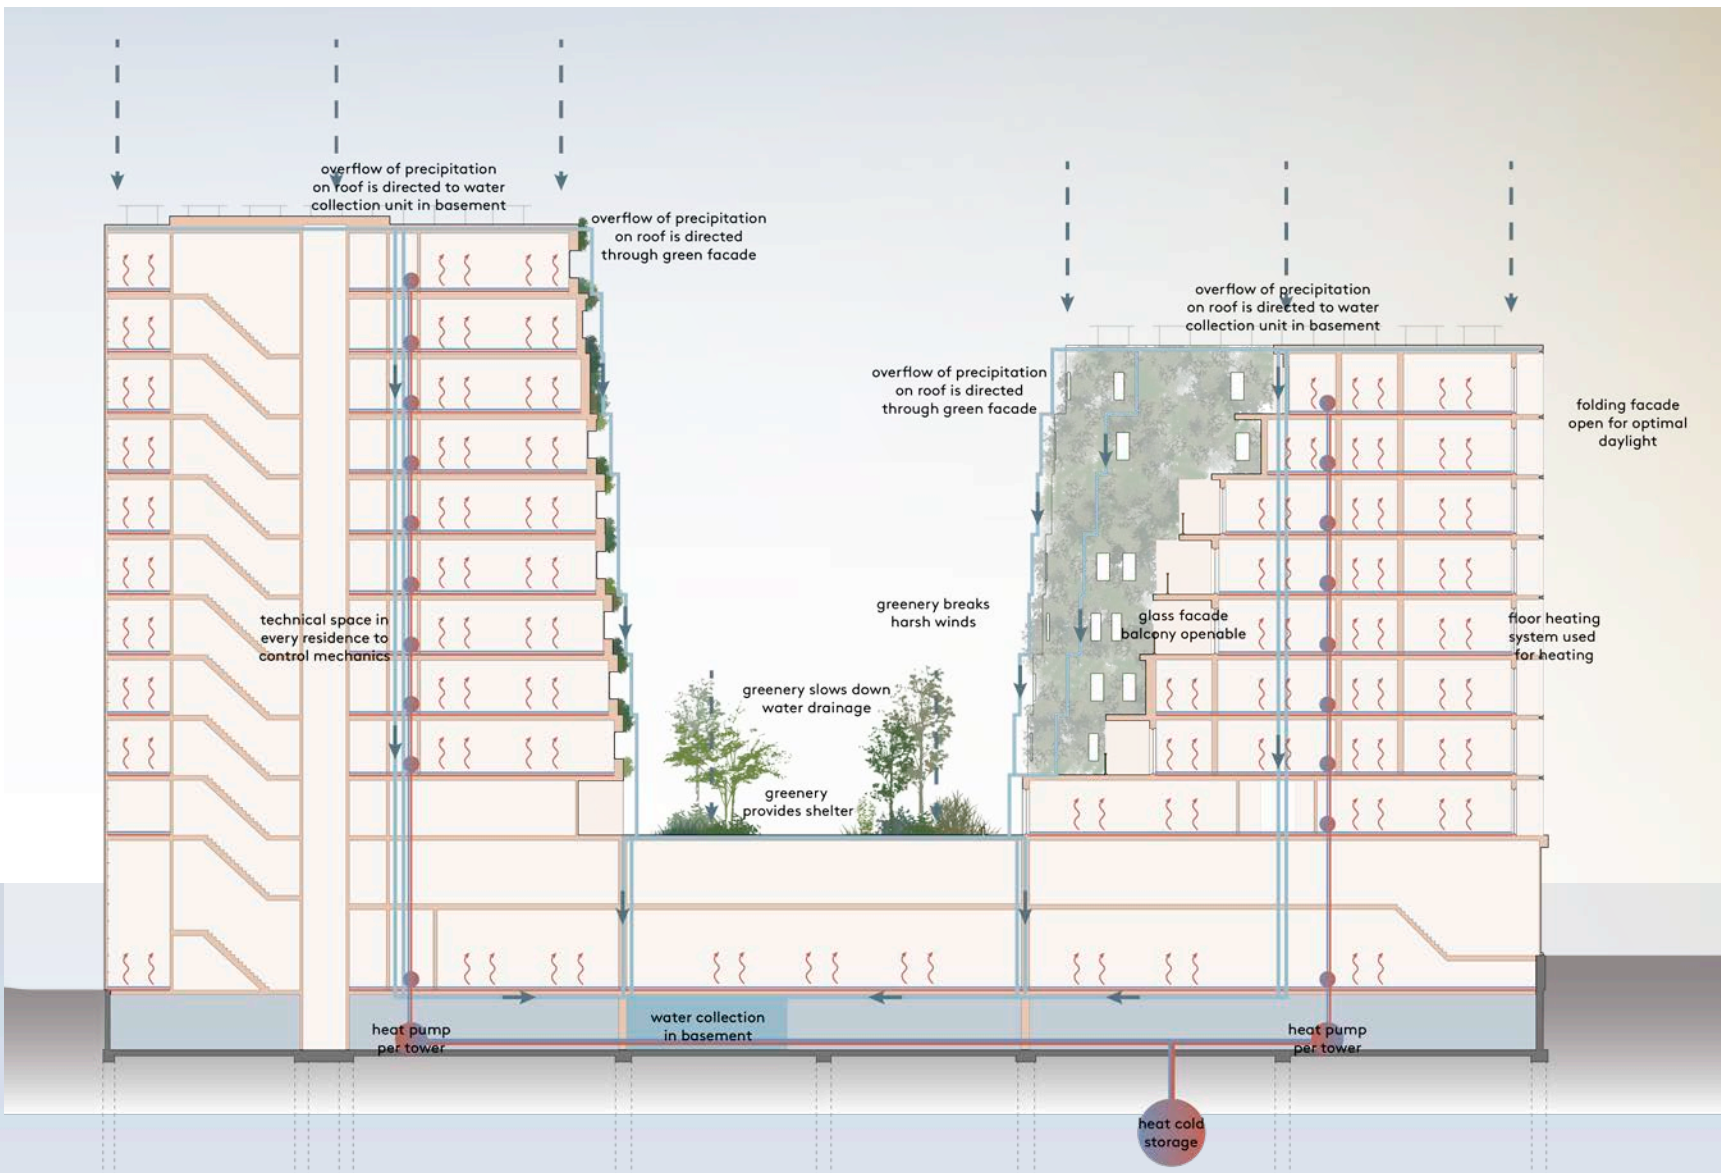 overflow of precipitation
on roof is directed to water
collection unit in basement
overflow of precipitation
on roof is directed
through green facade
overflow of precipitation
on roof is directed to water
collection unit in basement
overflow of precipitation
on roof is directed
through green facade
folding facade
open for optimal
daylight
technical space in
every residence to
control mechanics
greenery breaks
harsh winds
glass facade
balcony openable
floor heating
system used
for heating
greenery slows down
water drainage
greenery
provides shelter
heat pump
per tower
water collection
in basement
heat pump
per tower
heat cold
storage